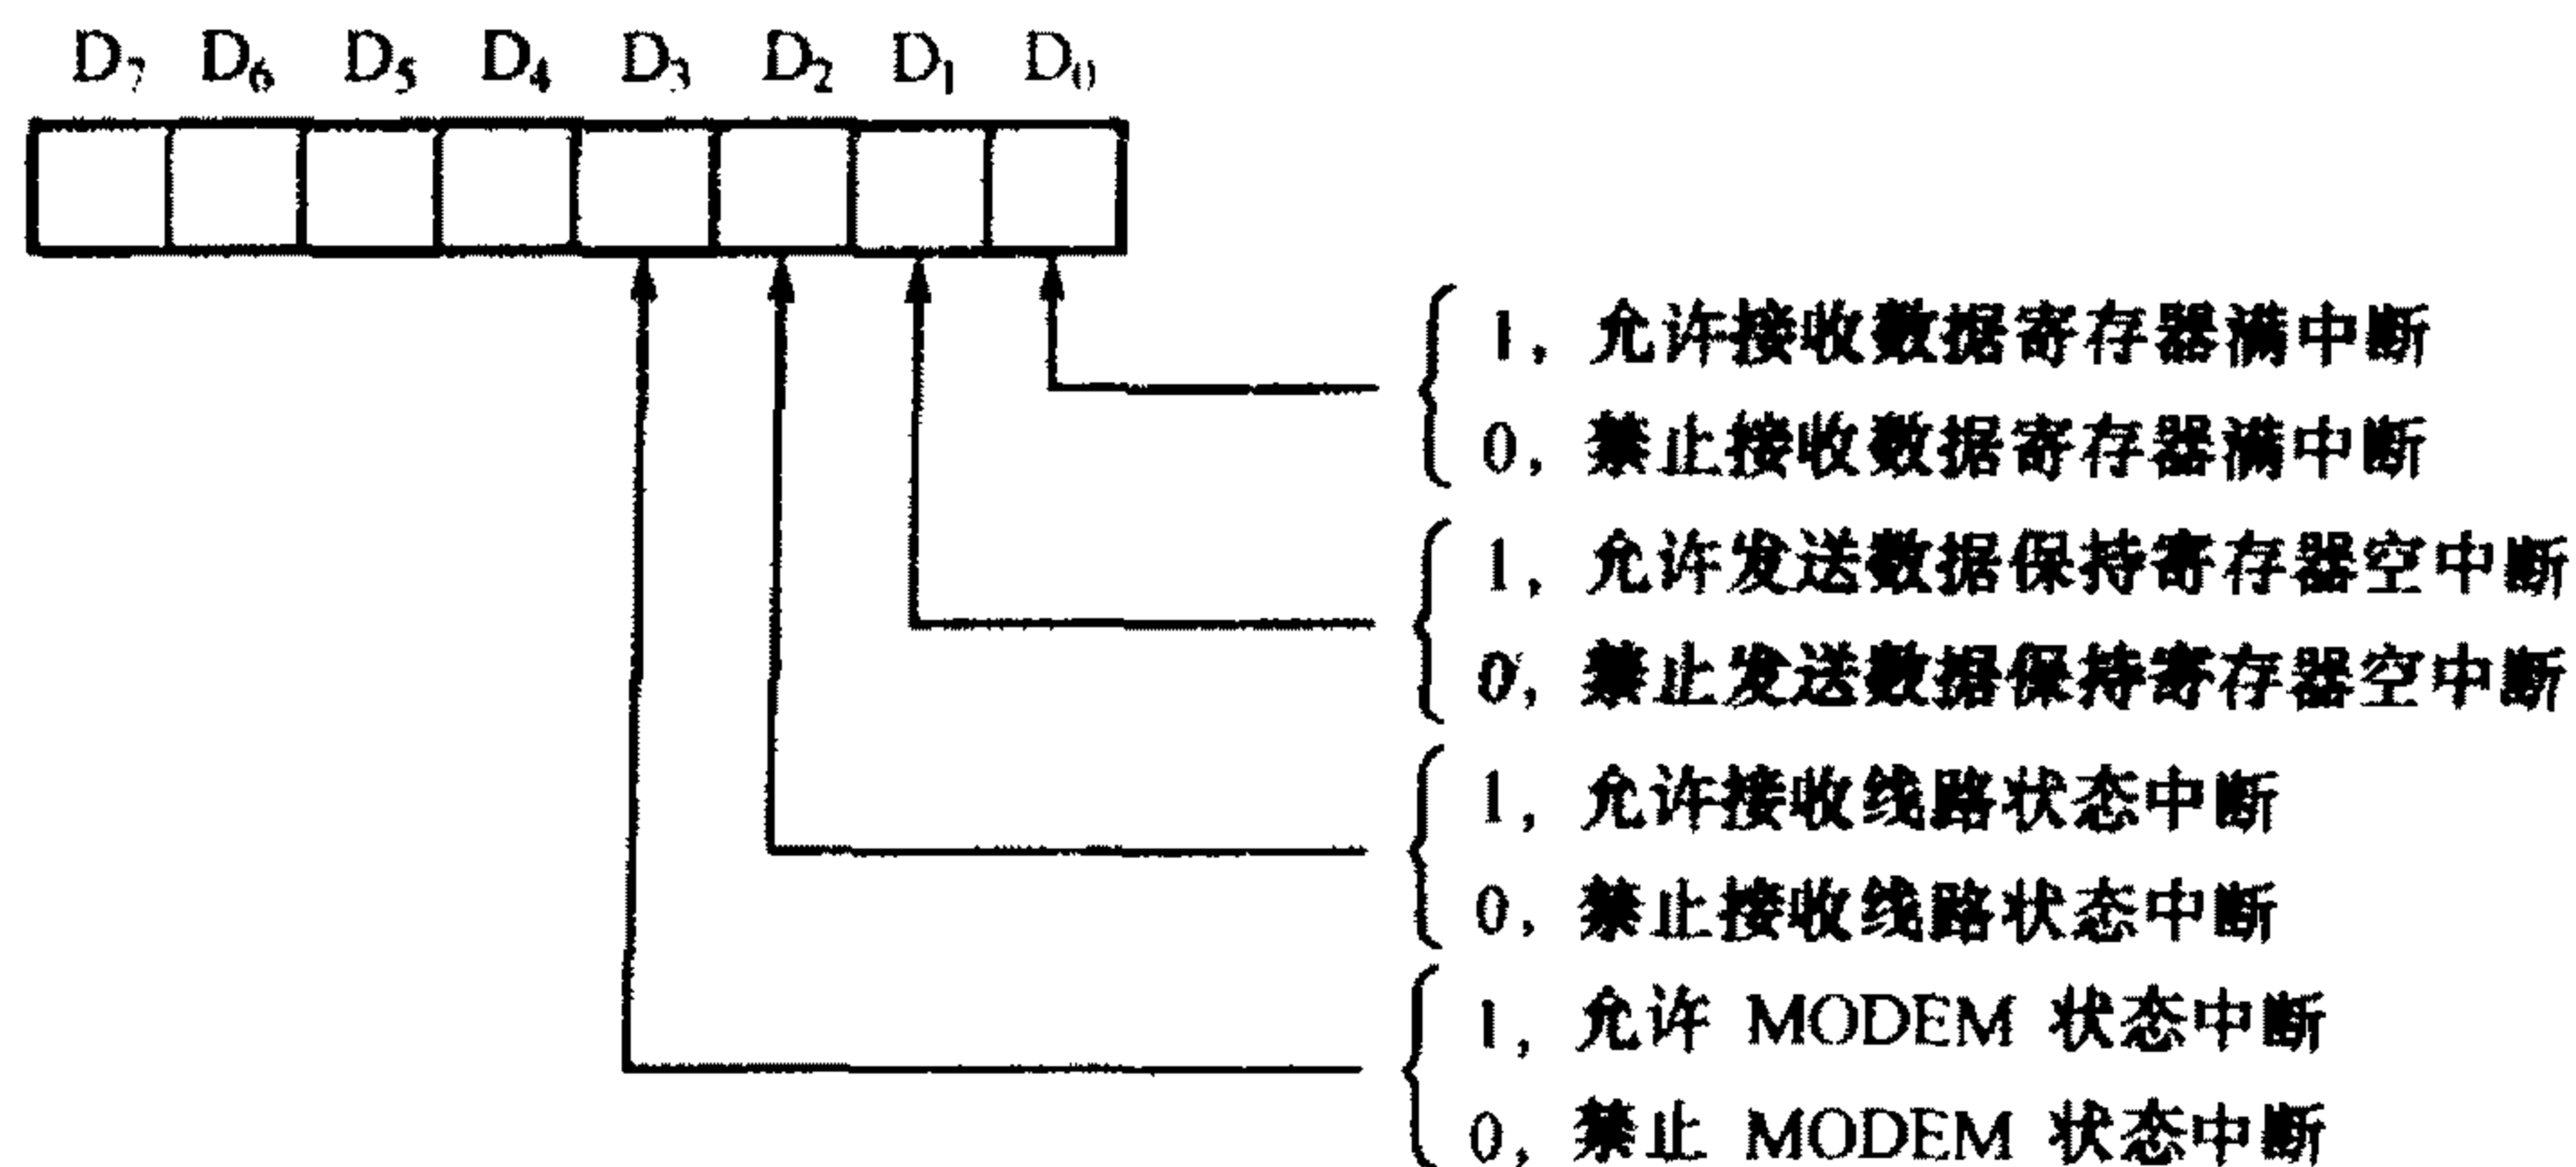 D7 D6 D5 D4 D3 D2 D1 D0
1, 允许接收数据寄存器满中断
0, 禁止接收数据寄存器满中断
1, 允许发送数据保持寄存器空中断
0, 禁止发送数据保持寄存器空中断
1, 允许接收线路状态中断
0, 禁止接收线路状态中断
1, 允许 MODEM 状态中断
0, 禁止 MODEM 状态中断